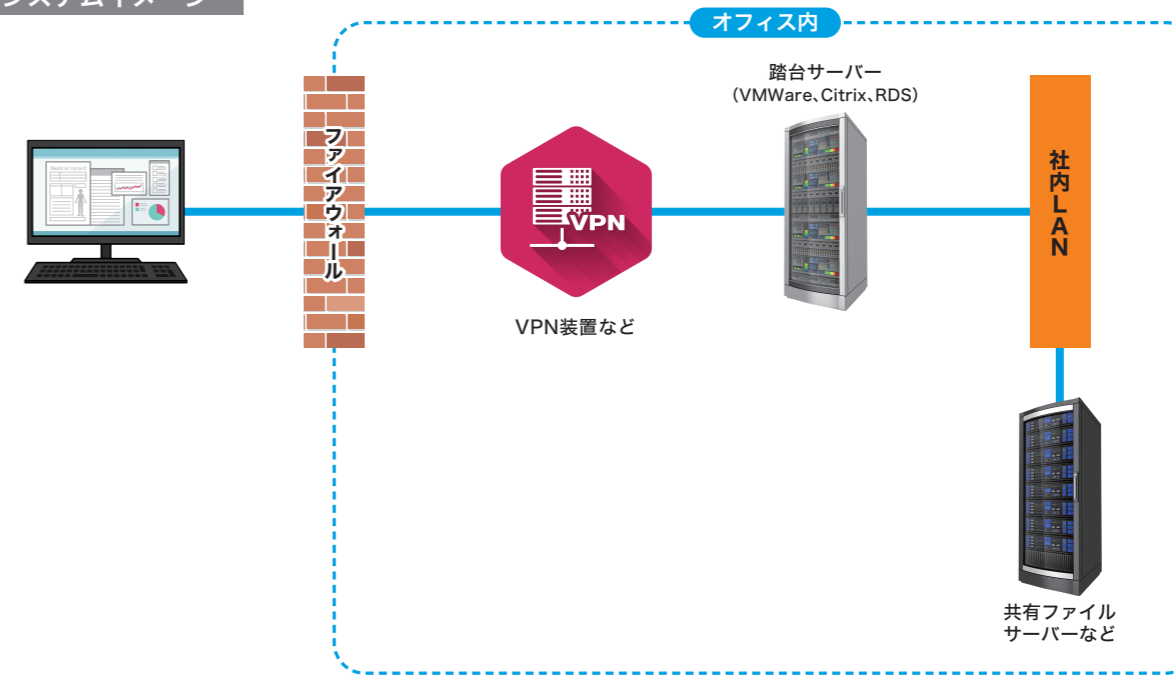 システムイメージ
オフィス内
踏台サーバー
(VMWare、Citrix、RDS)
ファイアウォール
Medical record
VPN
社内LAN
VPN装置など
共有ファイル
サーバーなど